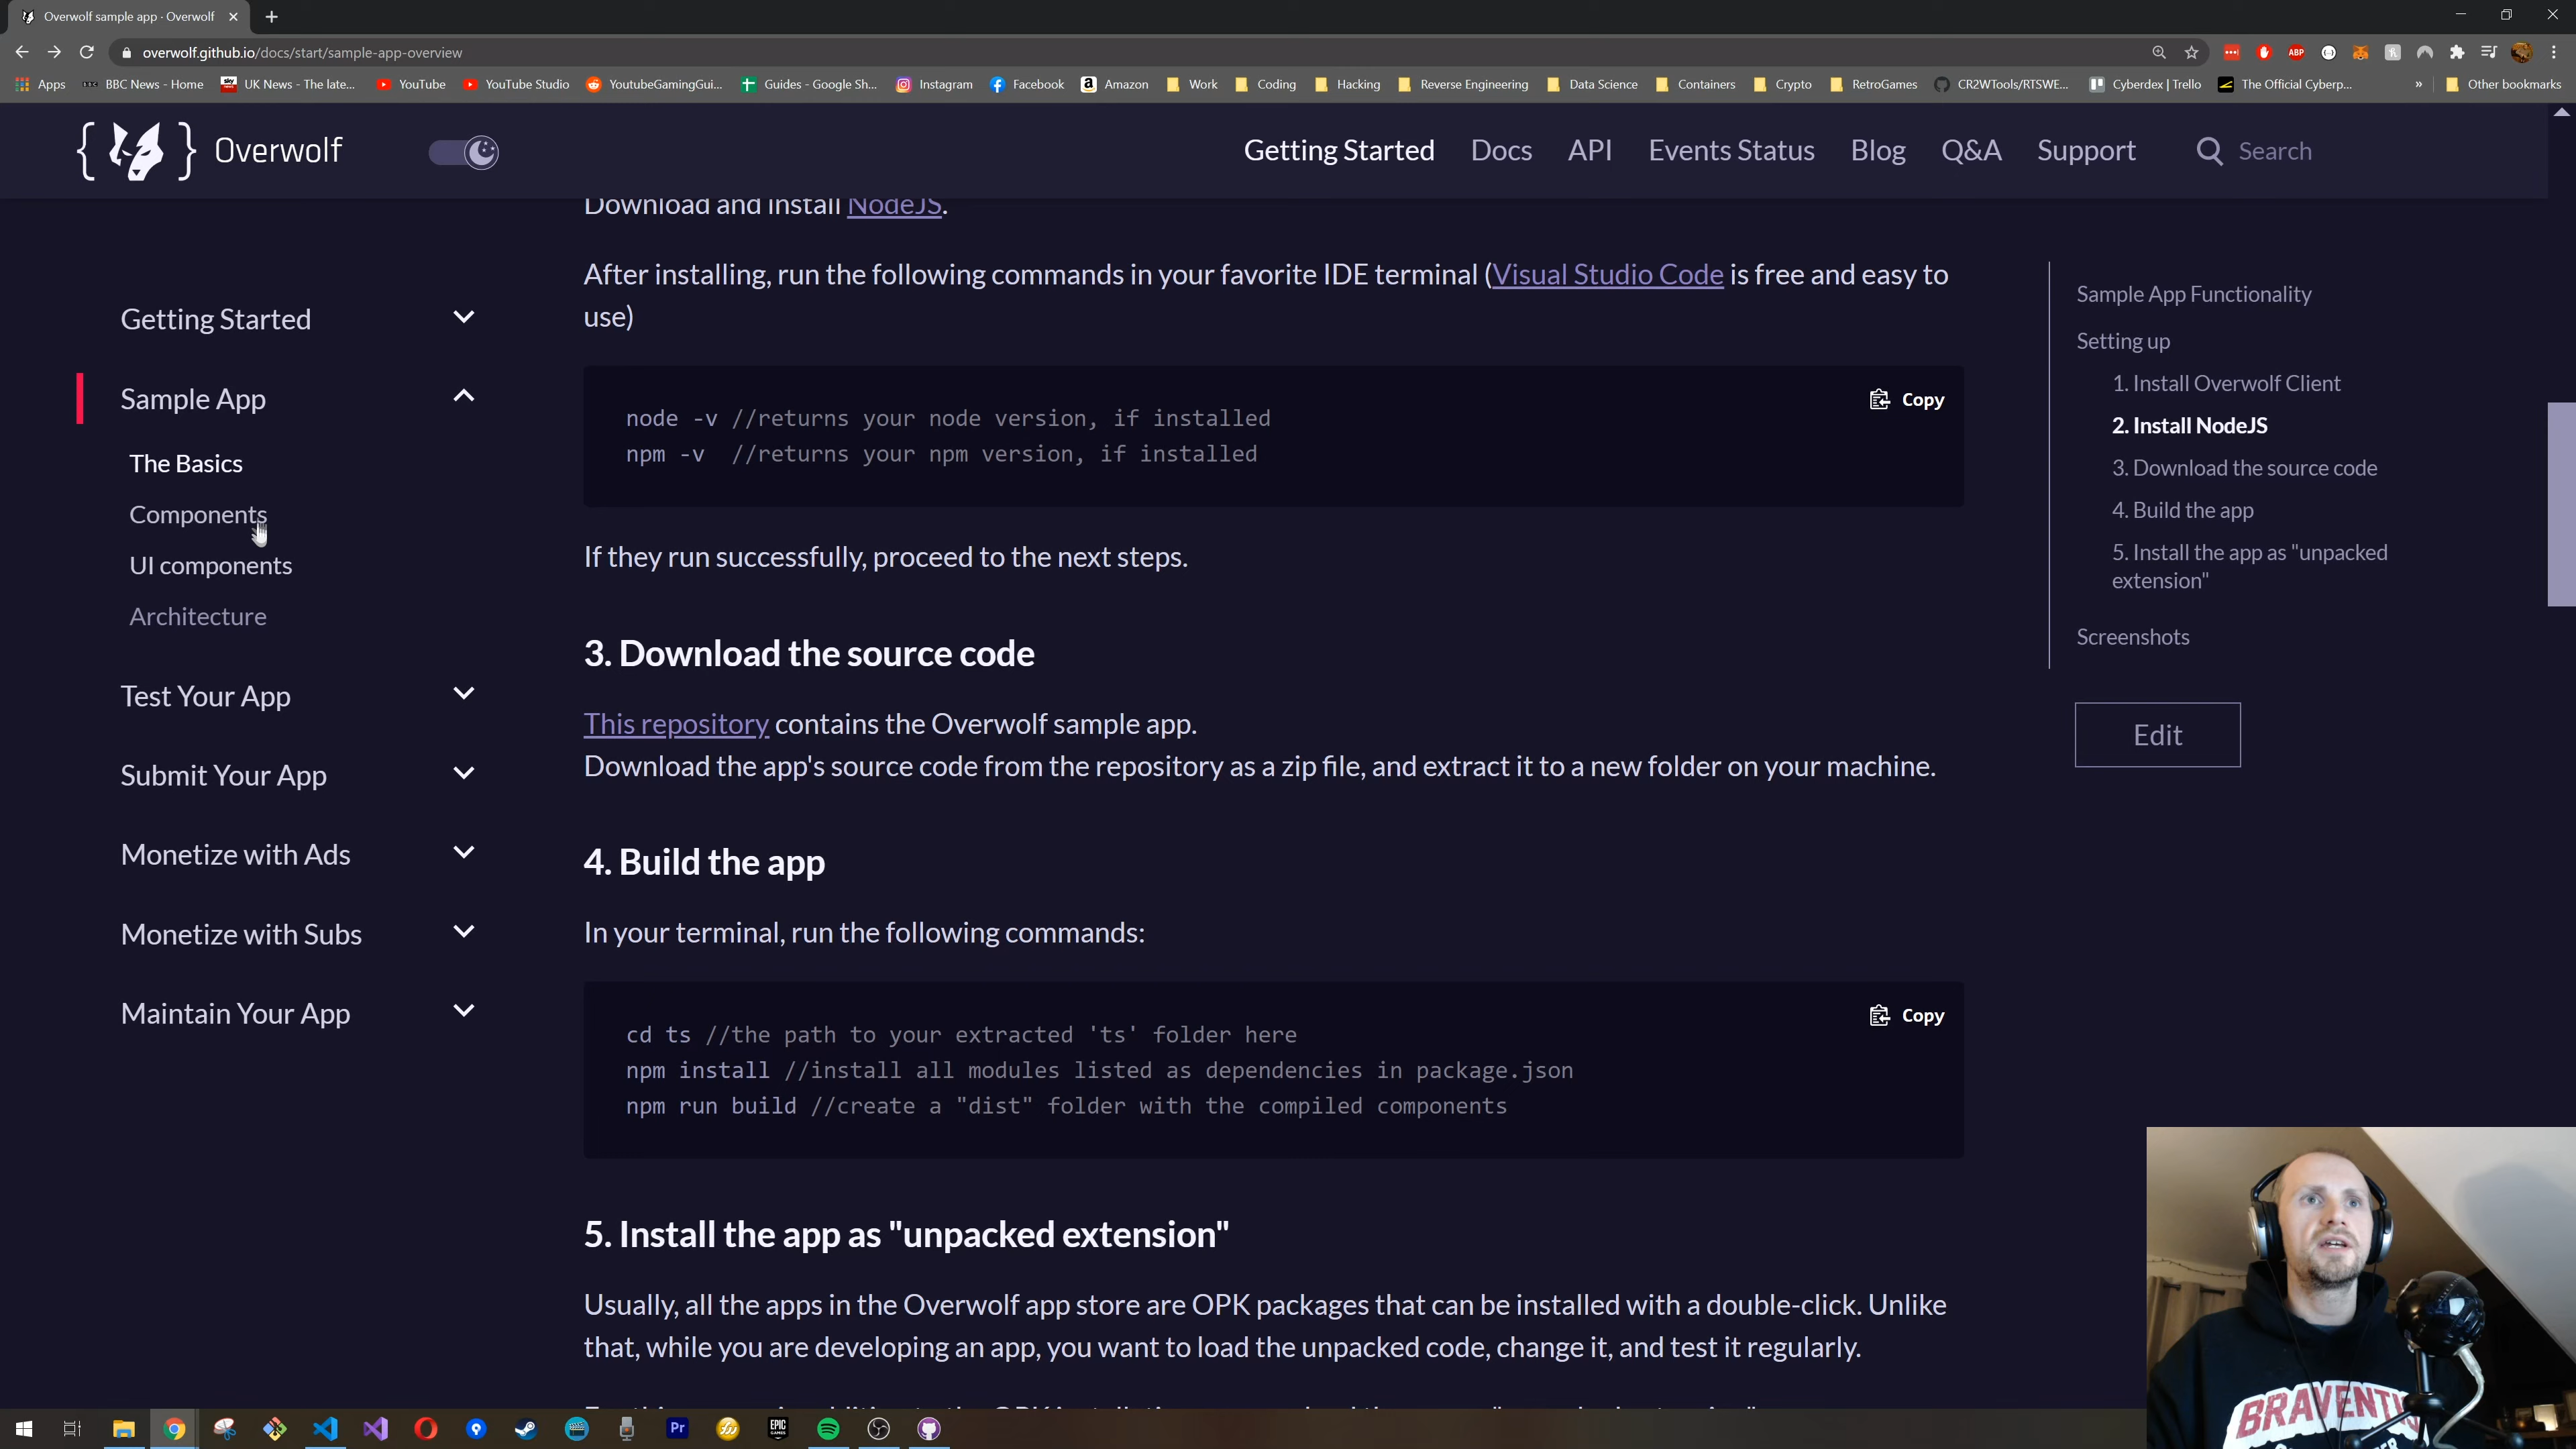 Overwolf sample app · Overwolf
overwolf.github.io/docs/start/sample-app-overview
ABP
Apps
BBC News - Home
UK News - The late...
YouTube
YouTube Studio
YoutubeGamingGui...
Guides - Google Sh...
Instagram
Facebook
Amazon
Work
Coding
Hacking
Reverse Engineering
Data Science
Containers
Crypto
RetroGames
CR2WTools/RTSWE...
Cyberdex | Trello
The Official Cyberp...
»
Other bookmarks
{ } Overwolf
Getting Started
Docs
API
Events Status
Blog
Q&A
Support
Search
Getting Started
Sample App
The Basics
Components
UI components
Architecture
Test Your App
Submit Your App
Monetize with Ads
Monetize with Subs
Maintain Your App
Download and install NodeJS.
After installing, run the following commands in your favorite IDE terminal (Visual Studio Code is free and easy to
use)
Copy
node -v //returns your node version, if installed
npm -v  //returns your npm version, if installed
If they run successfully, proceed to the next steps.
3. Download the source code
This repository contains the Overwolf sample app.
Download the app's source code from the repository as a zip file, and extract it to a new folder on your machine.
4. Build the app
In your terminal, run the following commands:
Copy
cd ts //the path to your extracted 'ts' folder here
npm install //install all modules listed as dependencies in package.json
npm run build //create a "dist" folder with the compiled components
5. Install the app as "unpacked extension"
Usually, all the apps in the Overwolf app store are OPK packages that can be installed with a double-click. Unlike
that, while you are developing an app, you want to load the unpacked code, change it, and test it regularly.
Sample App Functionality
Setting up
1. Install Overwolf Client
2. Install NodeJS
3. Download the source code
4. Build the app
5. Install the app as "unpacked
extension"
Screenshots
Edit
Pr
EPIC
GAMES